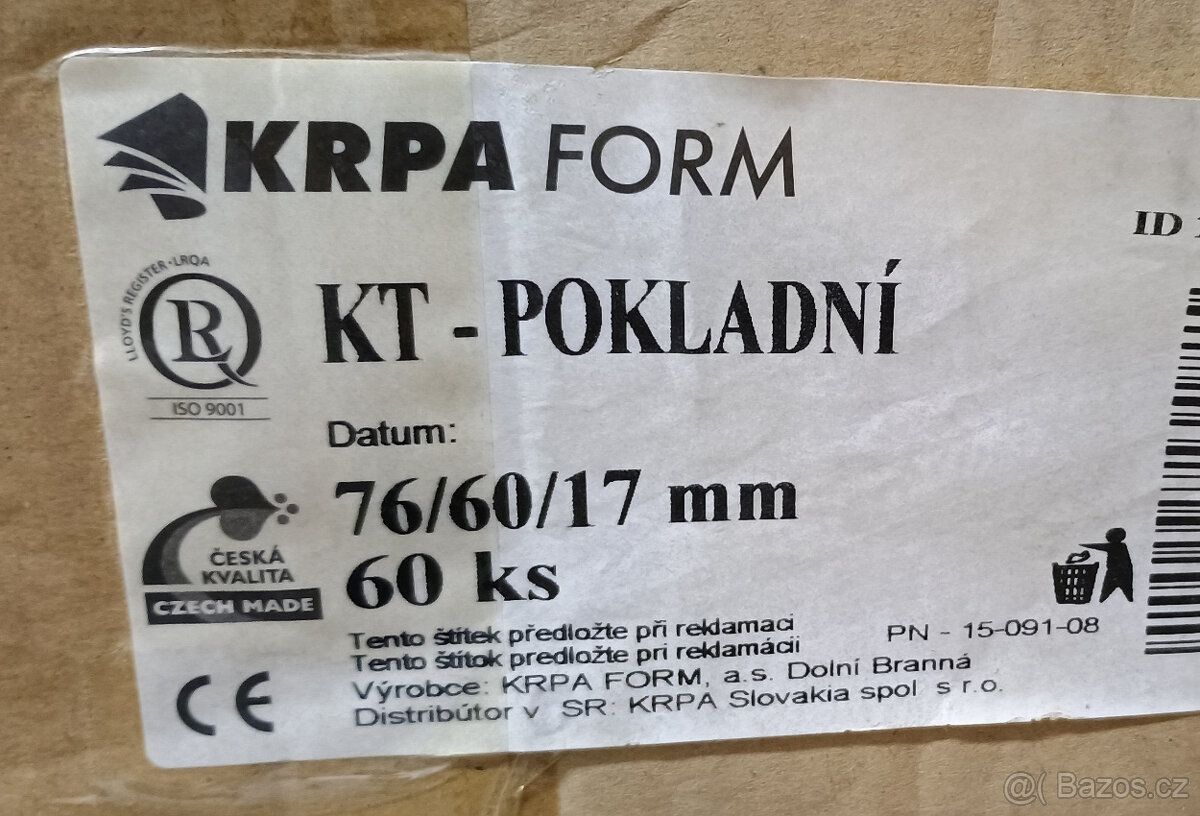 KRPA FORM
ID
LLOYD'S REGISTER·LRQA
LRQ
ISO 9001
KT - POKLADNÍ
Datum:
76/60/17 mm
60 ks
ČESKÁ
KVALITA
CZECH MADE
Tento štítek předložte při reklamaci
Tento štítok predložte pri reklamácii
PN - 15-091-08
Výrobce: KRPA FORM, a.s. Dolní Branná
Distribútor v SR: KRPA Slovakia spol s r.o.
CE
@( Bazos.cz